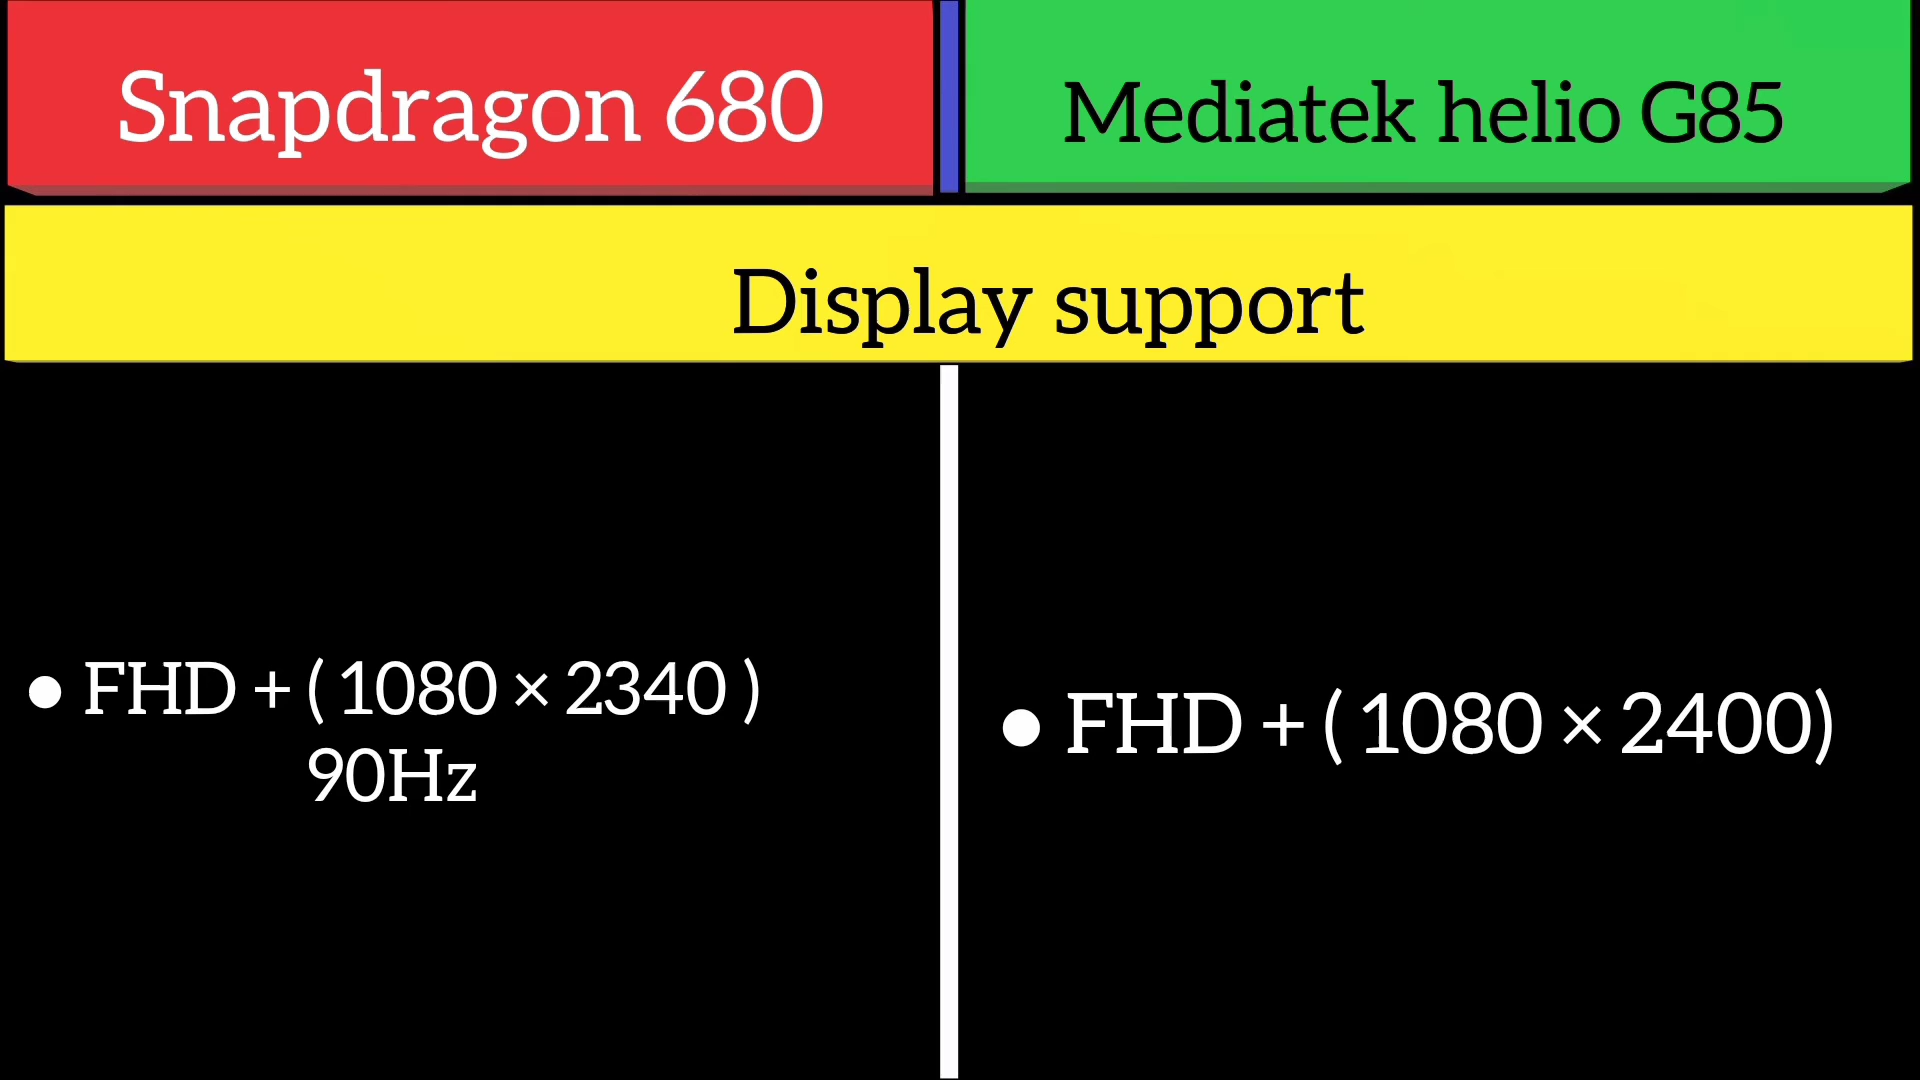 Snapdragon 680
Mediatek helio G85
Display support
● FHD + ( 1080 × 2340 )
90Hz
● FHD + ( 1080 × 2400)